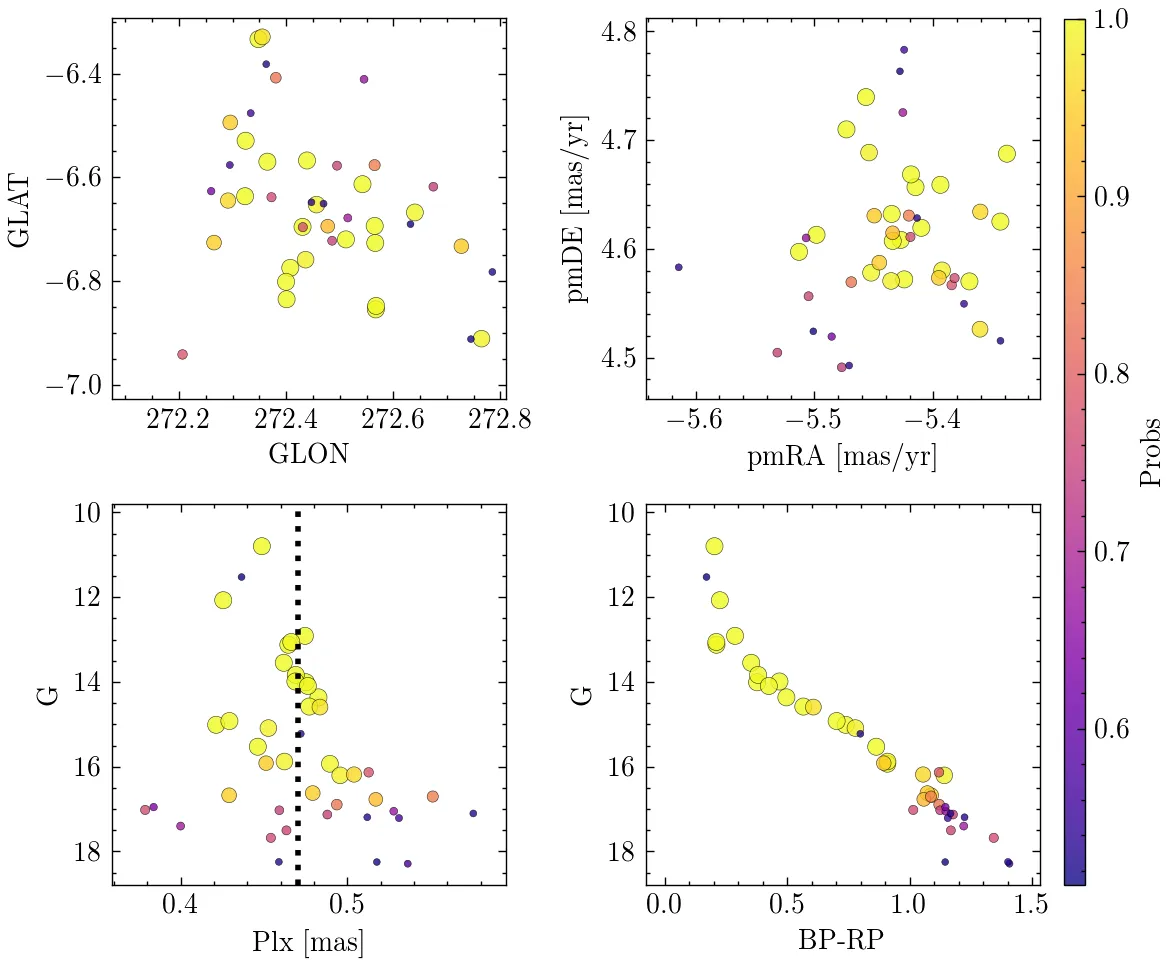 −6.4
−6.6
−6.8
−7.0
GLAT
272.2 272.4 272.6 272.8
GLON
4.8
4.7
4.6
4.5
pmDE [mas/yr]
−5.6 −5.5 −5.4
pmRA [mas/yr]
10
12
14
16
18
G
0.4 0.5
Plx [mas]
10
12
14
16
18
G
0.0 0.5 1.0 1.5
BP-RP
1.0
0.9
0.8
0.7
0.6
Probs